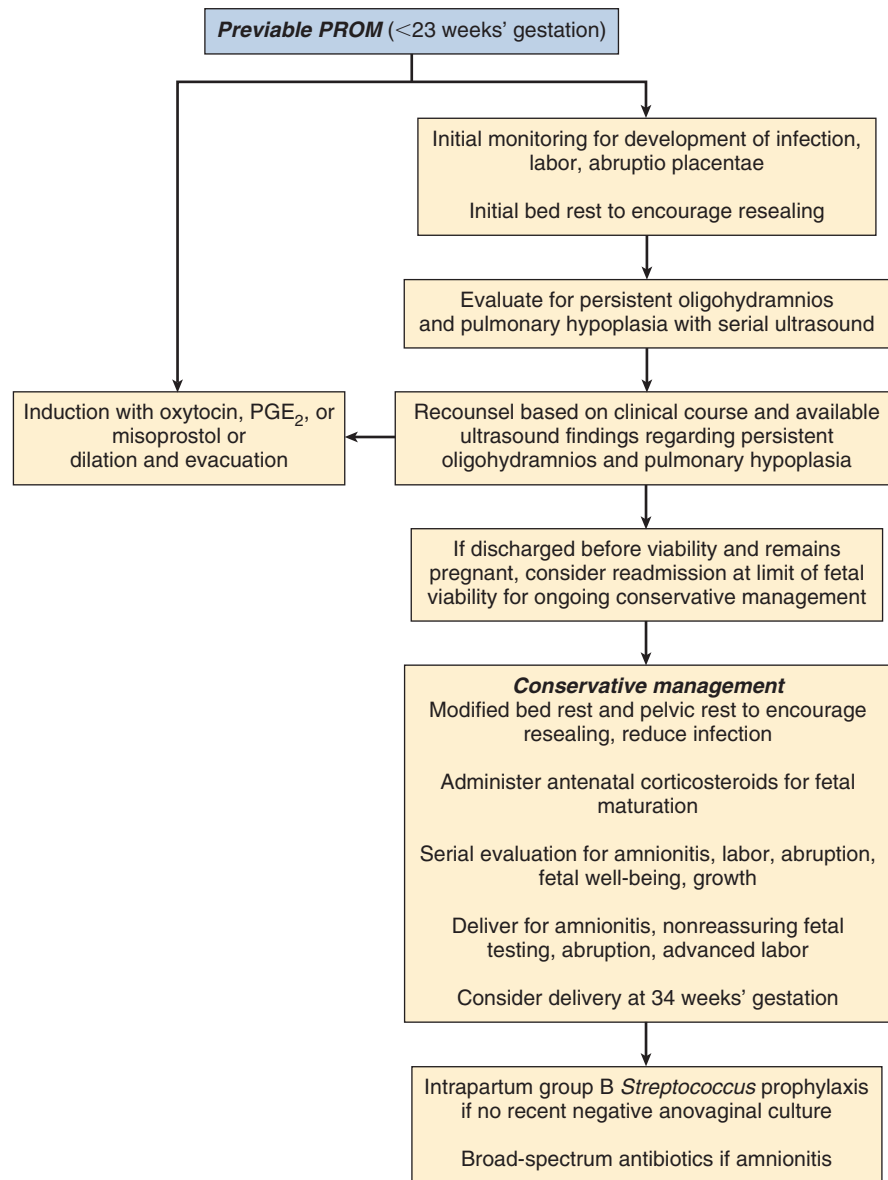 Previable PROM (<23 weeks' gestation)
Initial monitoring for development of infection,
labor, abruptio placentae
Initial bed rest to encourage resealing
Evaluate for persistent oligohydramnios
and pulmonary hypoplasia with serial ultrasound
Induction with oxytocin, PGE₂, or
misoprostol or
dilation and evacuation
Recounsel based on clinical course and available
ultrasound findings regarding persistent
oligohydramnios and pulmonary hypoplasia
If discharged before viability and remains
pregnant, consider readmission at limit of fetal
viability for ongoing conservative management
Conservative management
Modified bed rest and pelvic rest to encourage
resealing, reduce infection
Administer antenatal corticosteroids for fetal
maturation
Serial evaluation for amnionitis, labor, abruption,
fetal well-being, growth
Deliver for amnionitis, nonreassuring fetal
testing, abruption, advanced labor
Consider delivery at 34 weeks' gestation
Intrapartum group B Streptococcus prophylaxis
if no recent negative anovaginal culture
Broad-spectrum antibiotics if amnionitis